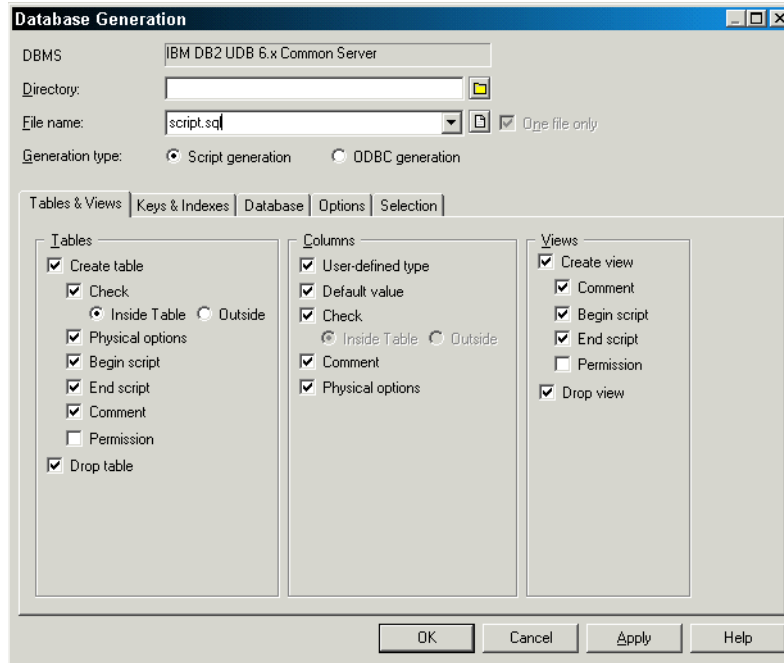 Database Generation
DBMS IBM DB2 UDB 6.x Common Server
Directory:
File name: script.sql One file only
Generation type: Script generation ODBC generation
Tables & Views Keys & Indexes Database Options Selection
Tables
Create table
Check
Inside Table Outside
Physical options
Begin script
End script
Comment
Permission
Drop table
Columns
User-defined type
Default value
Check
Inside Table Outside
Comment
Physical options
Views
Create view
Comment
Begin script
End script
Permission
Drop view
OK Cancel Apply Help